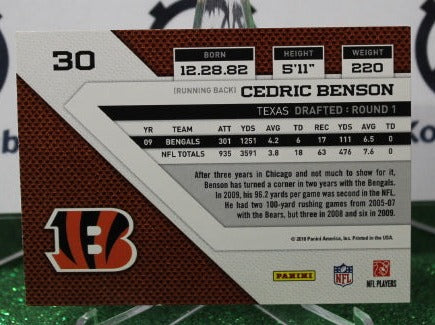 30
BORN
12.28.82
HEIGHT
5'11"
WEIGHT
220
(RUNNING BACK) CEDRIC BENSON
TEXAS DRAFTED : ROUND 1
YR TEAM ATT YDS AVG TD REC YDS AVG TD
09 BENGALS 301 1251 4.2 6 17 111 6.5 0
NFL TOTALS 935 3591 3.8 18 63 476 7.6 0
After three years in Chicago and not much to show for it,
Benson has turned a corner in two years with the Bengals.
In 2009, his 96.2 yards per game was second in the NFL.
He had two 100-yard rushing games from 2005-07
with the Bears, but three in 2008 and six in 2009.
© 2010 Panini America, Inc. Printed in the USA.
B
PANINI
NFL
NFL PLAYERS